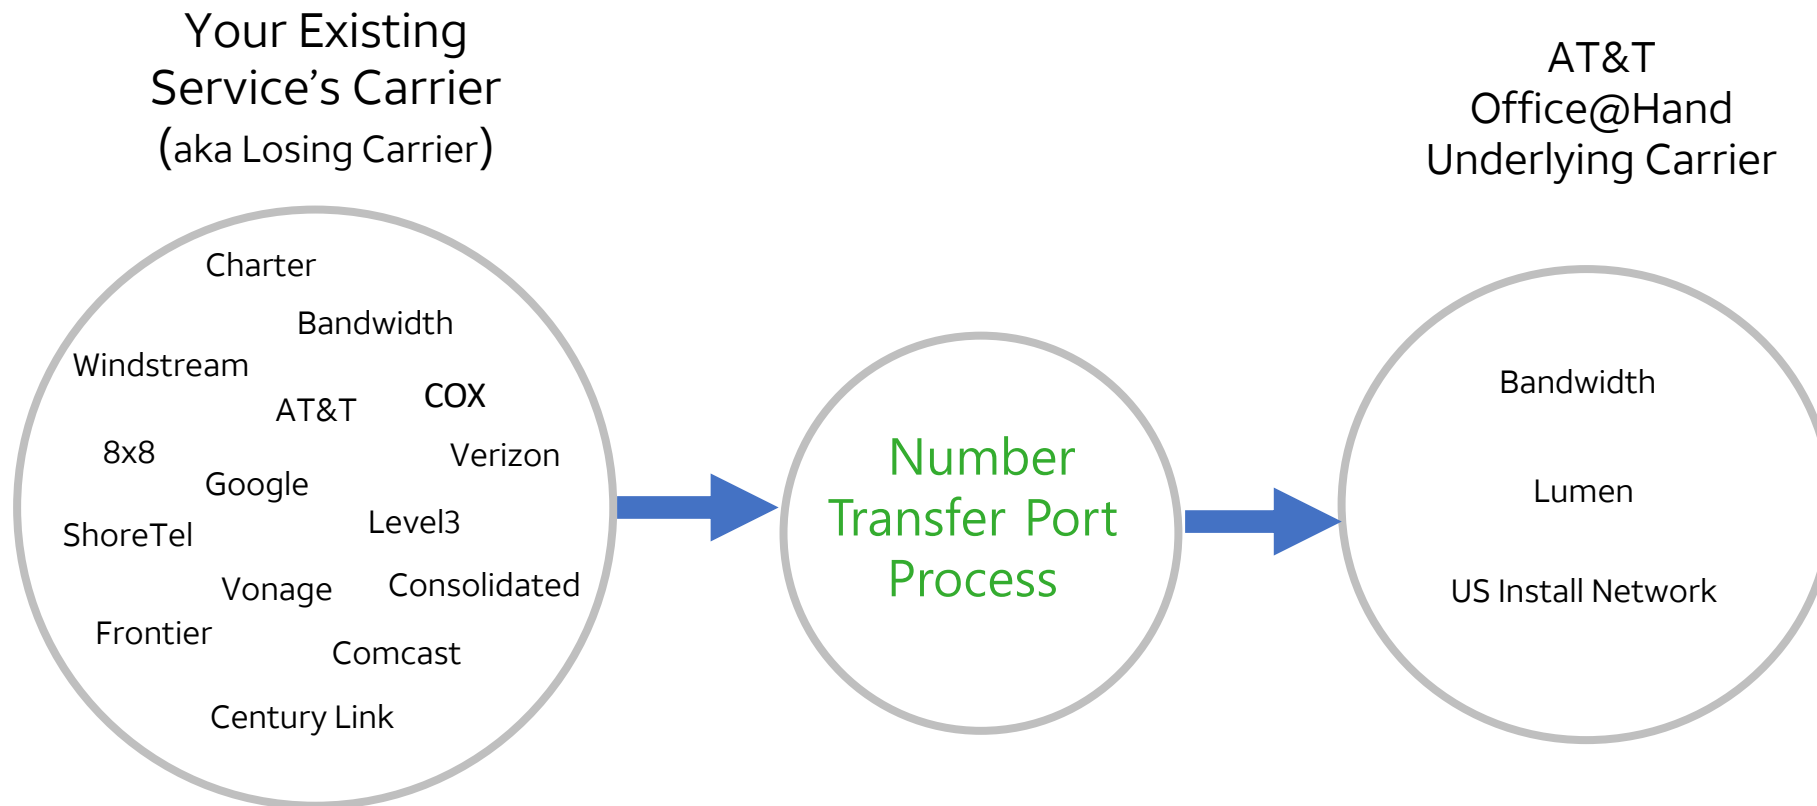 Your Existing
Service’s Carrier
(aka Losing Carrier)
AT&T
Office@Hand
Underlying Carrier
Charter
Bandwidth
Windstream
AT&T
COX
8x8
Verizon
Google
ShoreTel
Level3
Vonage
Consolidated
Frontier
Comcast
Century Link
Number
Transfer Port
Process
Bandwidth
Lumen
US Install Network